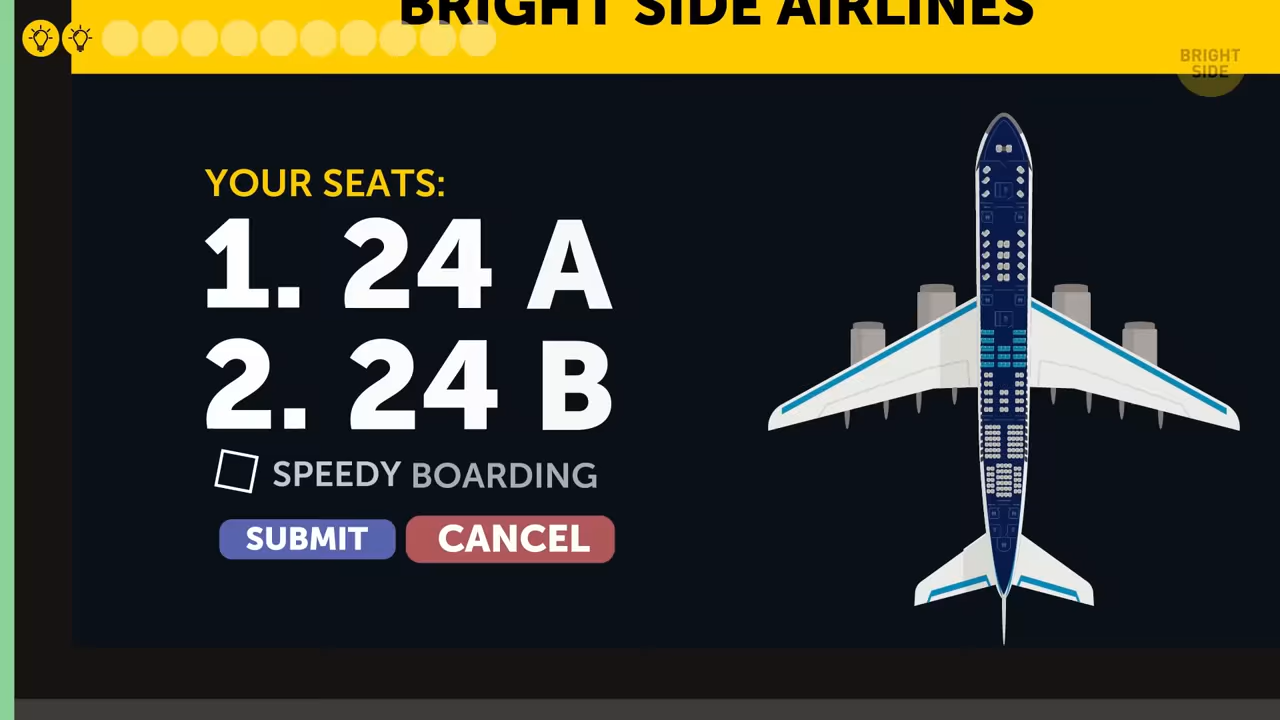 BRIGHT SIDE AIRLINES
BRIGHT
SIDE
YOUR SEATS:
1. 24 A
2. 24 B
SPEEDY BOARDING
SUBMIT
CANCEL